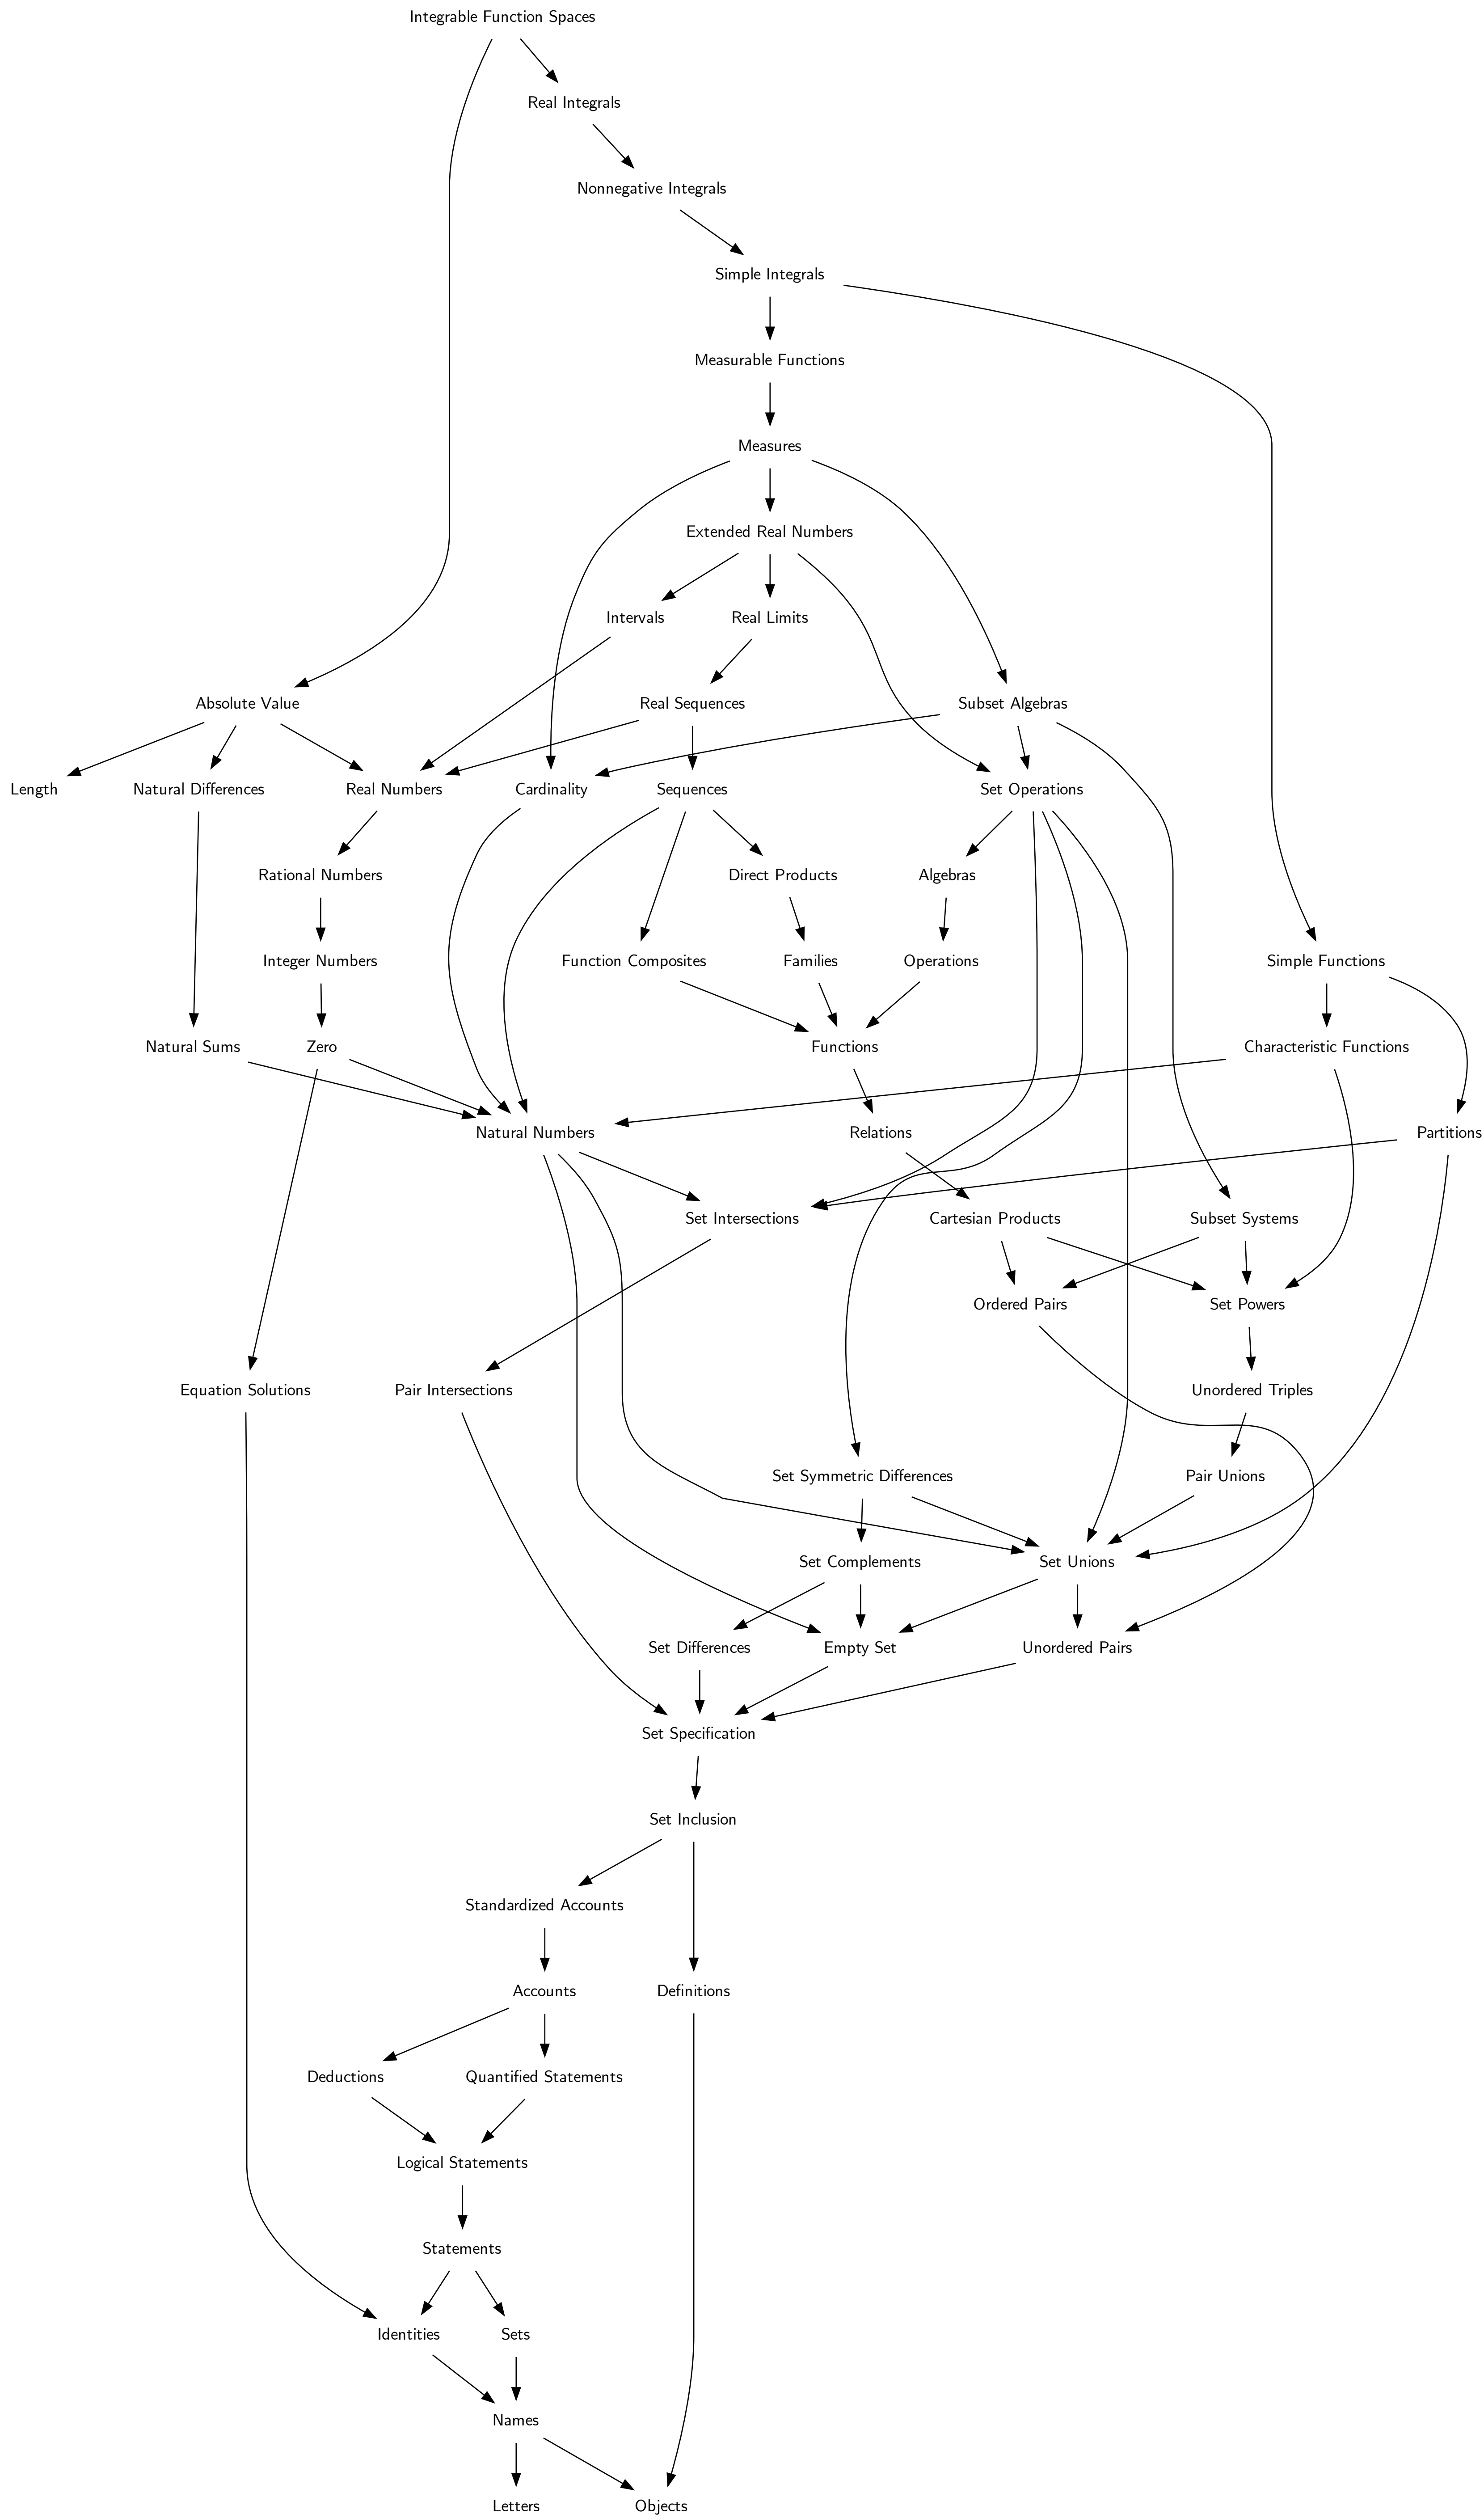 Integrable Function Spaces
Real Integrals
Nonnegative Integrals
Simple Integrals
Measurable Functions
Measures
Extended Real Numbers
Intervals
Real Limits
Absolute Value
Real Sequences
Subset Algebras
Length
Natural Differences
Real Numbers
Cardinality
Sequences
Set Operations
Rational Numbers
Direct Products
Algebras
Integer Numbers
Function Composites
Families
Operations
Simple Functions
Natural Sums
Zero
Functions
Characteristic Functions
Natural Numbers
Relations
Partitions
Set Intersections
Cartesian Products
Subset Systems
Ordered Pairs
Set Powers
Equation Solutions
Pair Intersections
Unordered Triples
Set Symmetric Differences
Pair Unions
Set Complements
Set Unions
Set Differences
Empty Set
Unordered Pairs
Set Specification
Set Inclusion
Standardized Accounts
Accounts
Definitions
Deductions
Quantified Statements
Logical Statements
Statements
Identities
Sets
Names
Letters
Objects